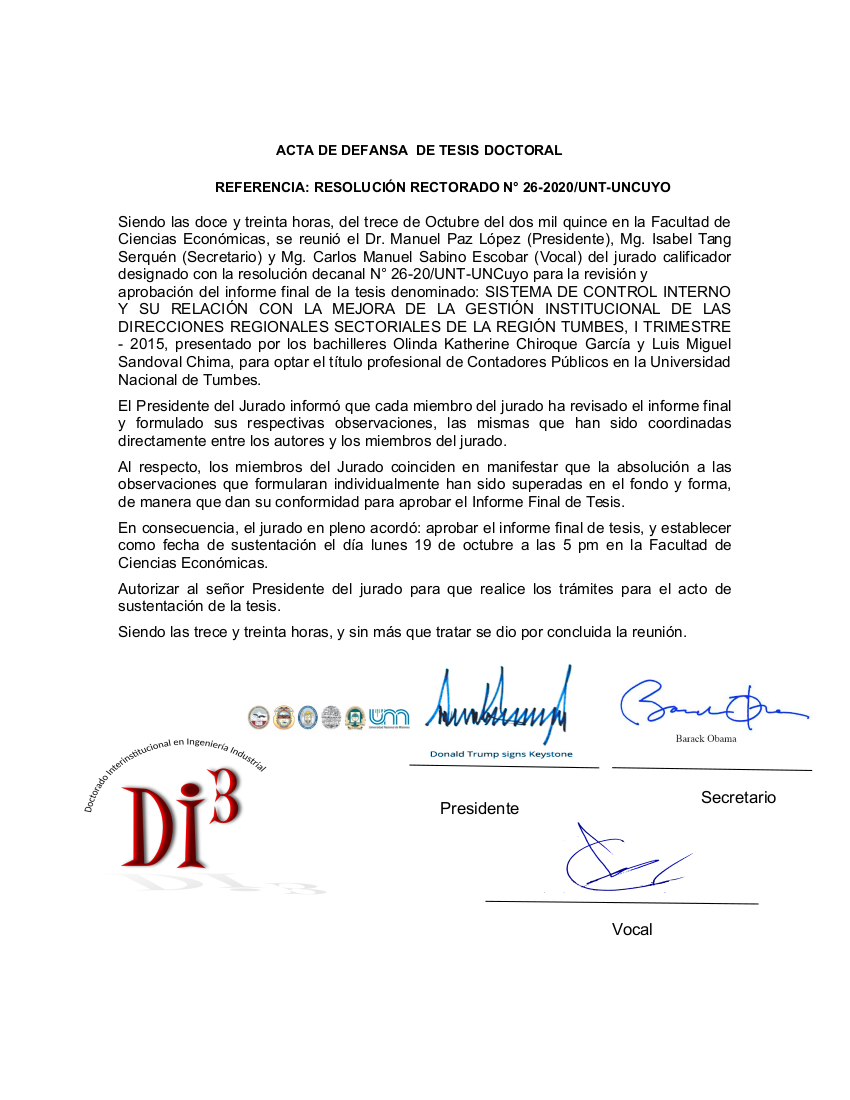 ACTA DE DEFANSA DE TESIS DOCTORAL
REFERENCIA: RESOLUCIÓN RECTORADO N° 26-2020/UNT-UNCUYO
Siendo las doce y treinta horas, del trece de Octubre del dos mil quince en la Facultad de
Ciencias Económicas, se reunió el Dr. Manuel Paz López (Presidente), Mg. Isabel Tang
Serquén (Secretario) y Mg. Carlos Manuel Sabino Escobar (Vocal) del jurado calificador
designado con la resolución decanal N° 26-20/UNT-UNCuyo para la revisión y
aprobación del informe final de la tesis denominado: SISTEMA DE CONTROL INTERNO
Y SU RELACIÓN CON LA MEJORA DE LA GESTIÓN INSTITUCIONAL DE LAS
DIRECCIONES REGIONALES SECTORIALES DE LA REGIÓN TUMBES, I TRIMESTRE
- 2015, presentado por los bachilleres Olinda Katherine Chiroque García y Luis Miguel
Sandoval Chima, para optar el título profesional de Contadores Públicos en la Universidad
Nacional de Tumbes.
El Presidente del Jurado informó que cada miembro del jurado ha revisado el informe final
y formulado sus respectivas observaciones, las mismas que han sido coordinadas
directamente entre los autores y los miembros del jurado.
Al respecto, los miembros del Jurado coinciden en manifestar que la absolución a las
observaciones que formularan individualmente han sido superadas en el fondo y forma,
de manera que dan su conformidad para aprobar el Informe Final de Tesis.
En consecuencia, el jurado en pleno acordó: aprobar el informe final de tesis, y establecer
como fecha de sustentación el día lunes 19 de octubre a las 5 pm en la Facultad de
Ciencias Económicas.
Autorizar al señor Presidente del jurado para que realice los trámites para el acto de
sustentación de la tesis.
Siendo las trece y treinta horas, y sin más que tratar se dio por concluida la reunión.
Donald Trump signs Keystone
Barack Obama
Presidente
Secretario
Vocal
Doctorado Interinstitucional en Ingeniería Industrial
Di3